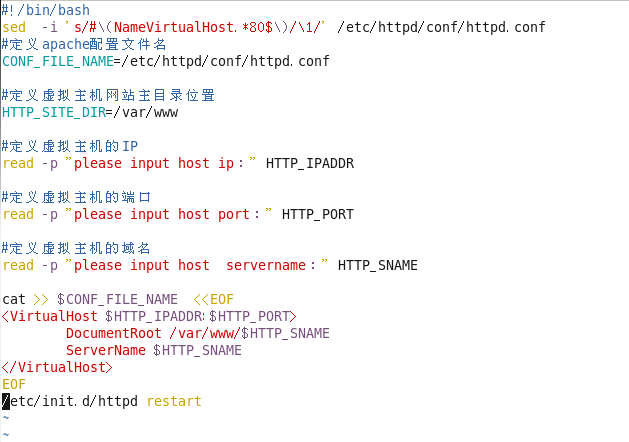 #!/bin/bash
sed  -i 's/#\(NameVirtualHost.*80$\)/\1/' /etc/httpd/conf/httpd.conf
#定义apache配置文件名
CONF_FILE_NAME=/etc/httpd/conf/httpd.conf
#定义虚拟主机网站主目录位置
HTTP_SITE_DIR=/var/www
#定义虚拟主机的IP
read -p "please input host ip：" HTTP_IPADDR
#定义虚拟主机的端口
read -p "please input host port：" HTTP_PORT
#定义虚拟主机的域名
read -p "please input host  servername：" HTTP_SNAME
cat >> $CONF_FILE_NAME  <<EOF
<VirtualHost $HTTP_IPADDR:$HTTP_PORT>
        DocumentRoot /var/www/$HTTP_SNAME
        ServerName $HTTP_SNAME
</VirtualHost>
EOF
/etc/init.d/httpd restart
~
~